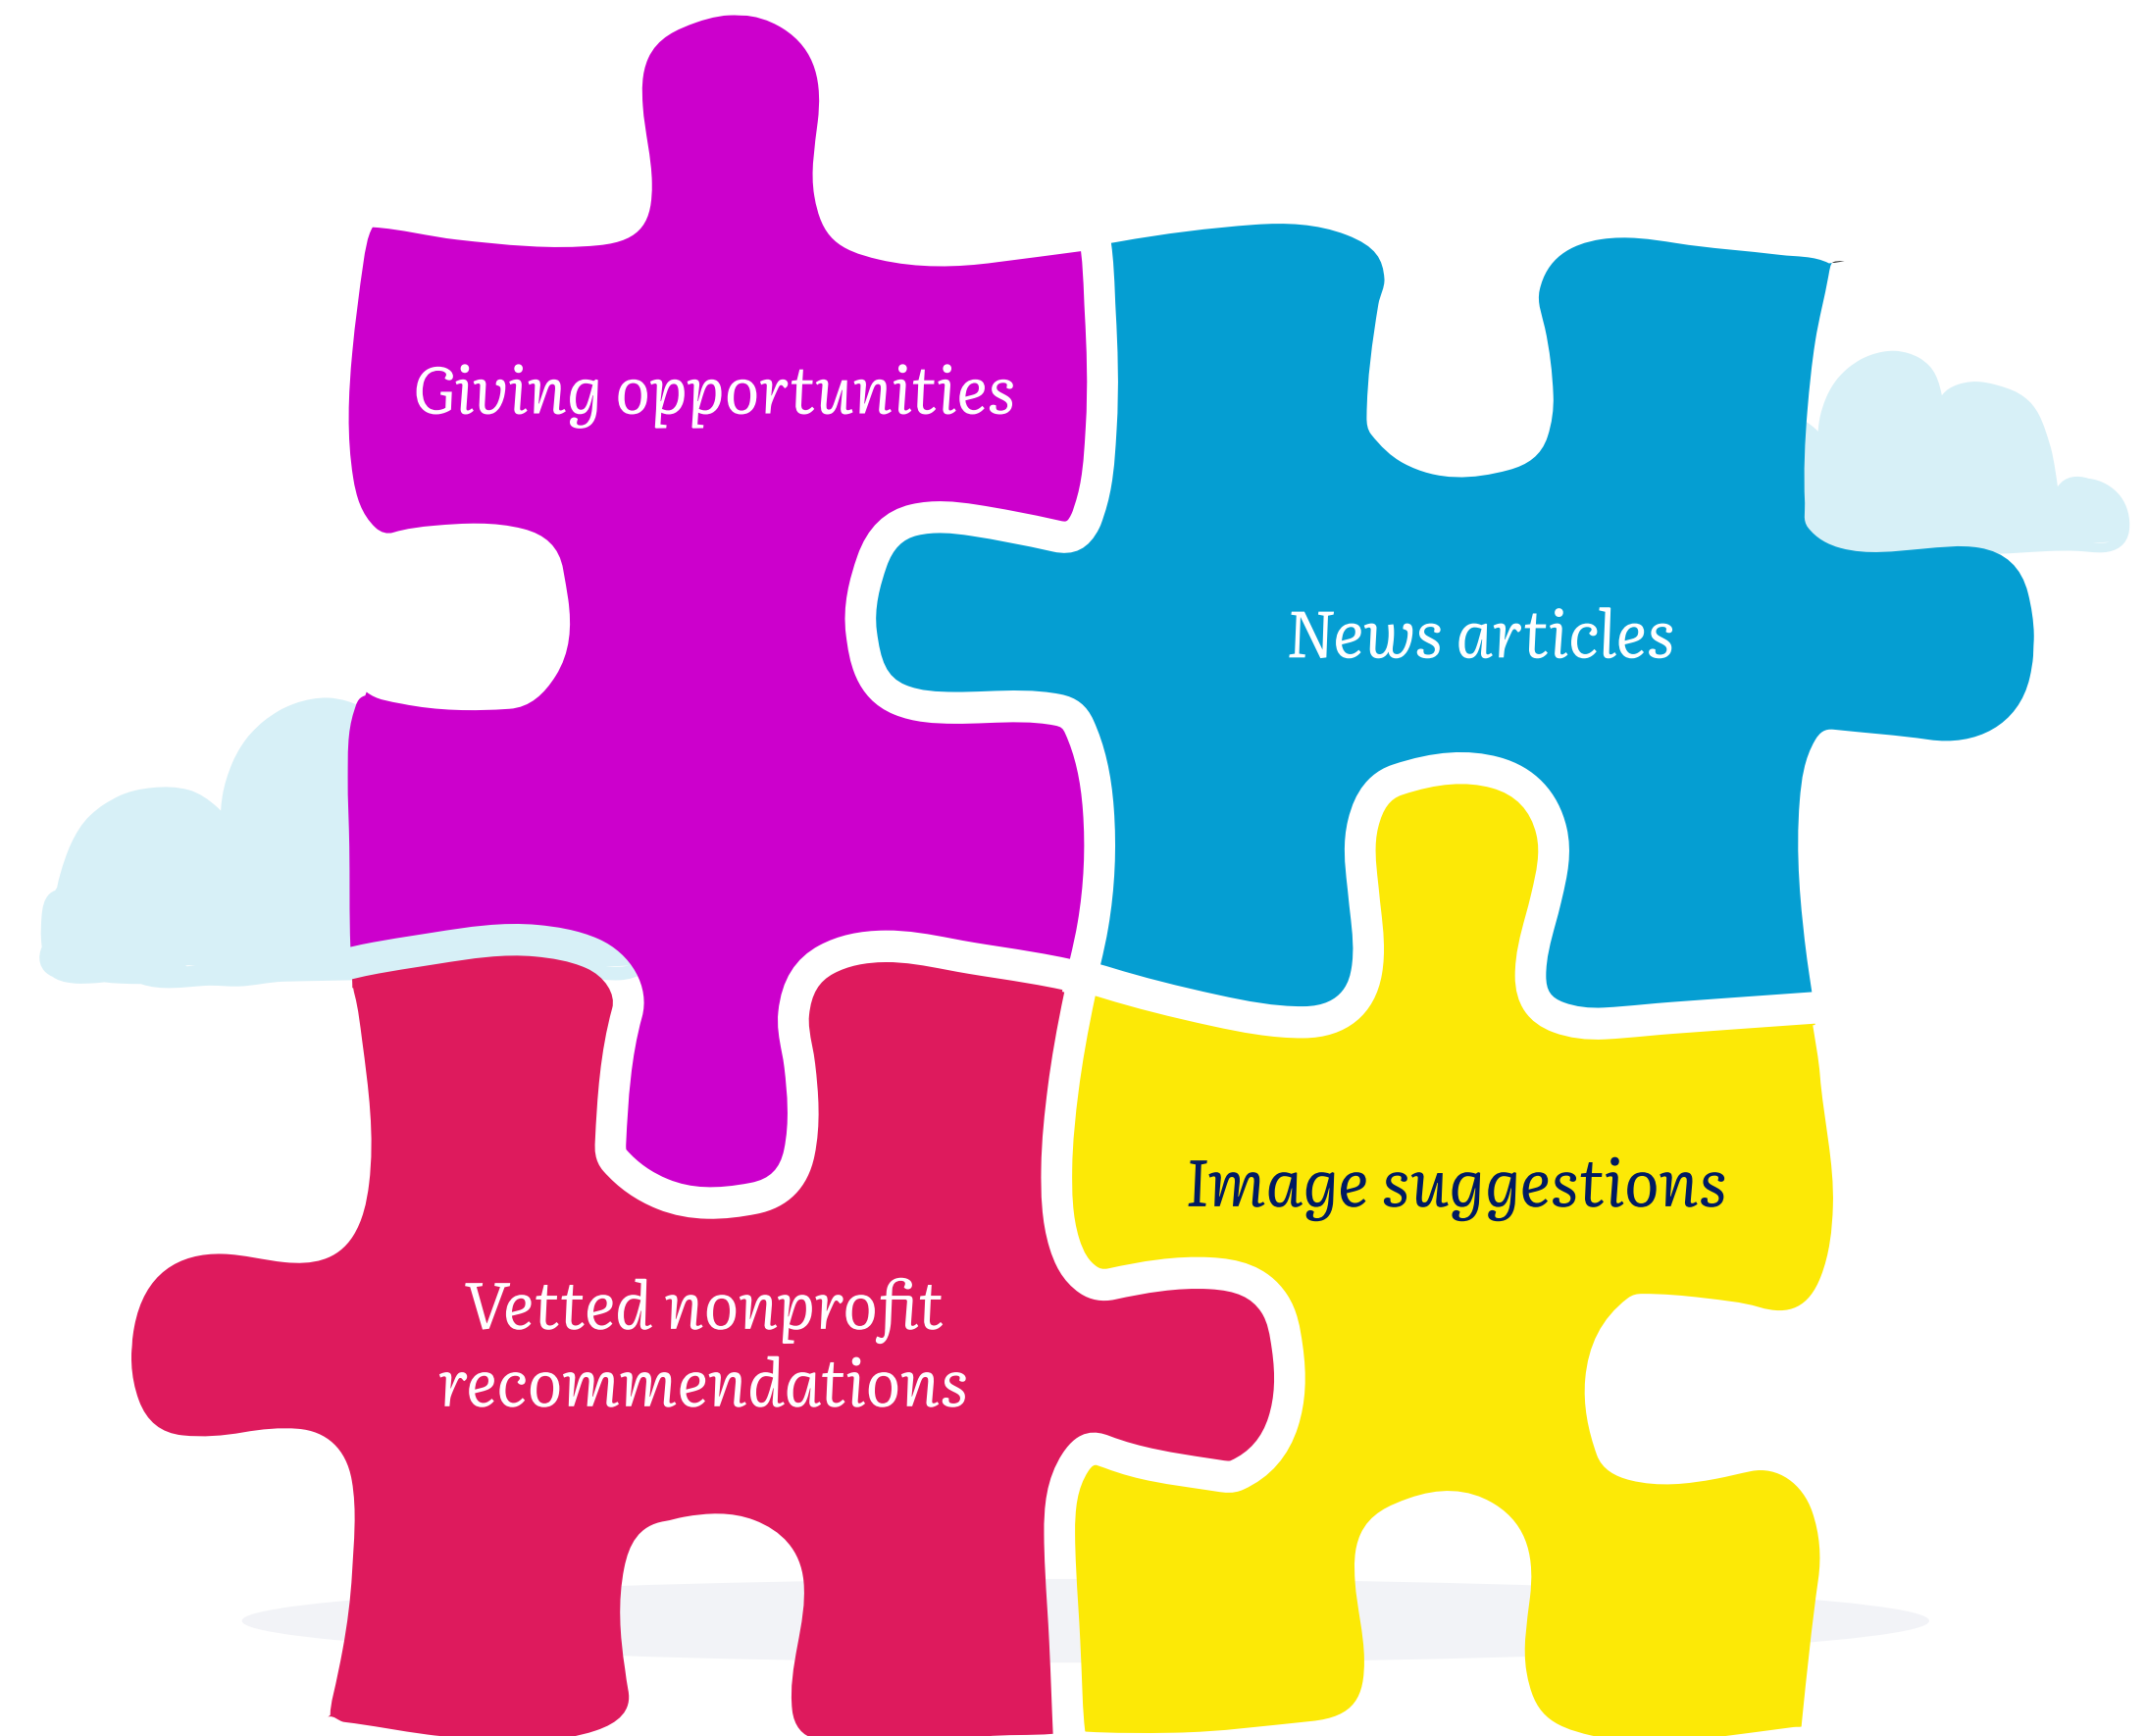 Giving opportunities
News articles
Image suggestions
Vetted nonprofit
recommendations